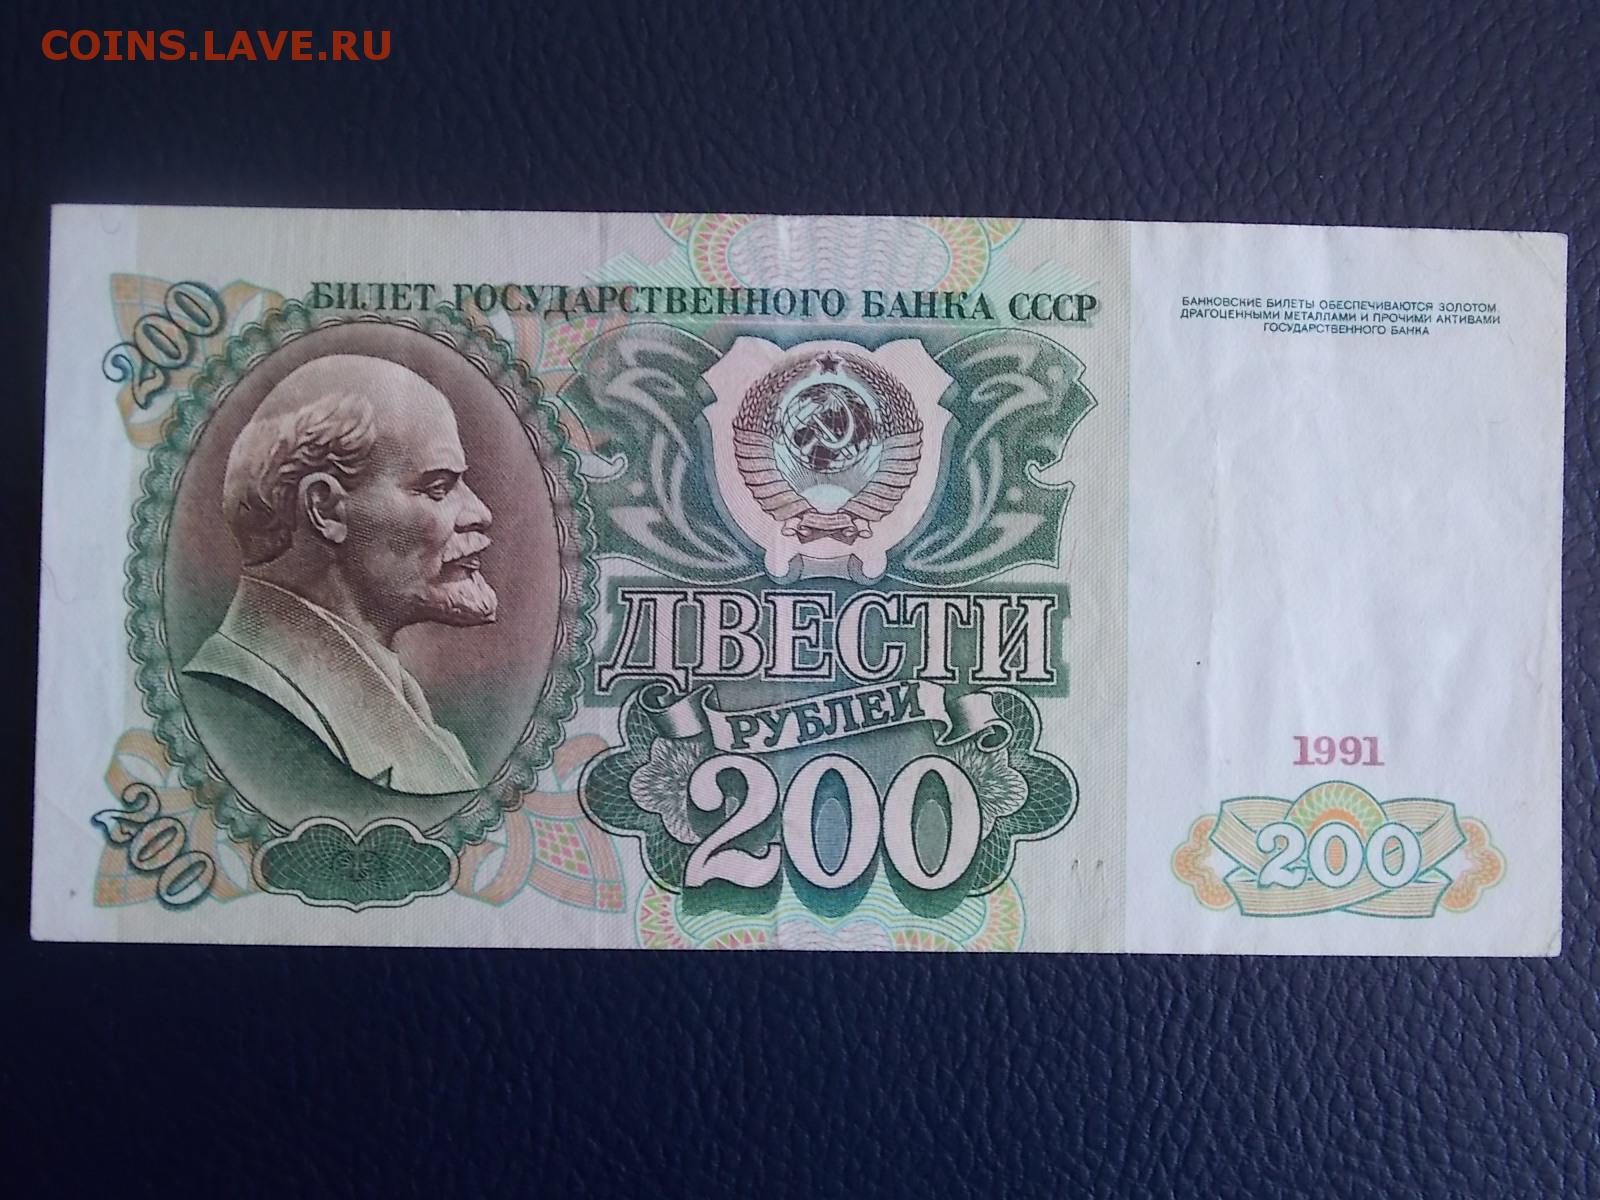 COINS.LAVE.RU
БИЛЕТ ГОСУДАРСТВЕННОГО БАНКА СССР
БАНКОВСКИЕ БИЛЕТЫ ОБЕСПЕЧИВАЮТСЯ ЗОЛОТОМ,
ДРАГОЦЕННЫМИ МЕТАЛЛАМИ И ПРОЧИМИ АКТИВАМИ
ГОСУДАРСТВЕННОГО БАНКА
200
ДВЕСТИ
РУБЛЕЙ
200
1991
200
200